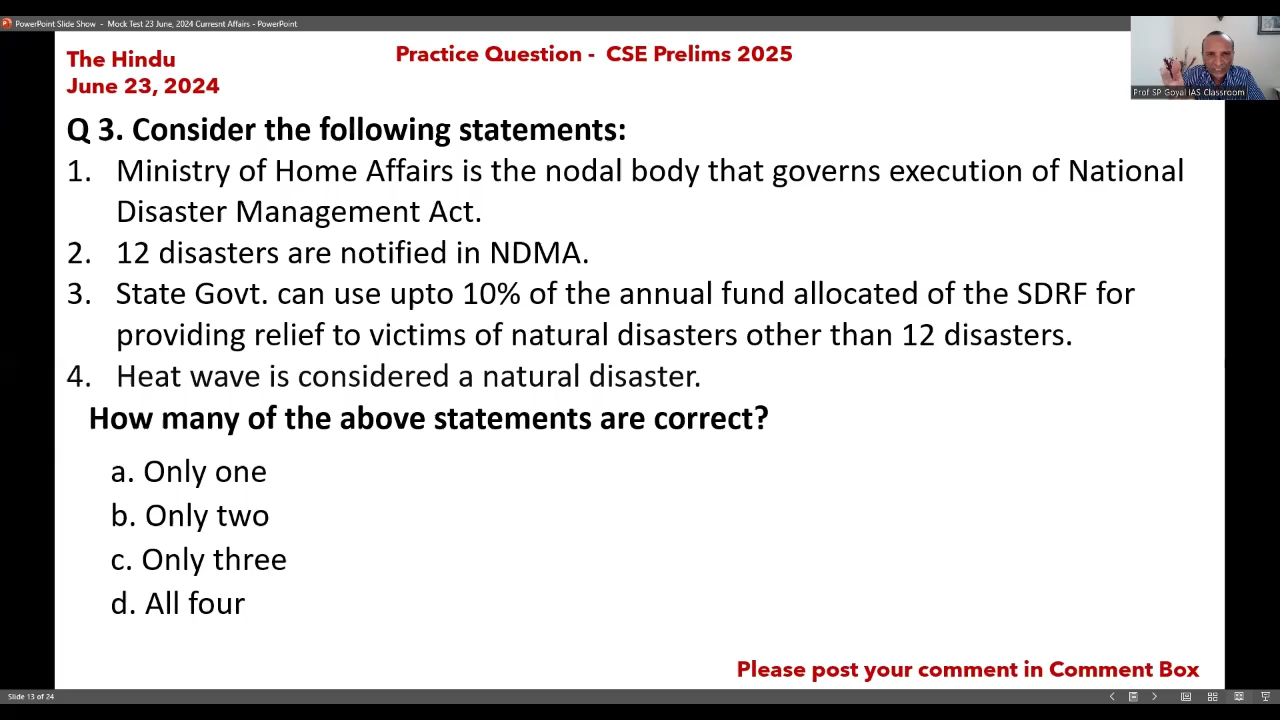 PowerPoint Slide Show - Mock Test 23 June, 2024 Curresnt Affairs - PowerPoint
The Hindu
June 23, 2024
Practice Question - CSE Prelims 2025
Prof SP Goyal IAS Classroom
Q 3. Consider the following statements:
1. Ministry of Home Affairs is the nodal body that governs execution of National
Disaster Management Act.
2. 12 disasters are notified in NDMA.
3. State Govt. can use upto 10% of the annual fund allocated of the SDRF for
providing relief to victims of natural disasters other than 12 disasters.
4. Heat wave is considered a natural disaster.
How many of the above statements are correct?
a. Only one
b. Only two
c. Only three
d. All four
Please post your comment in Comment Box
Slide 13 of 24